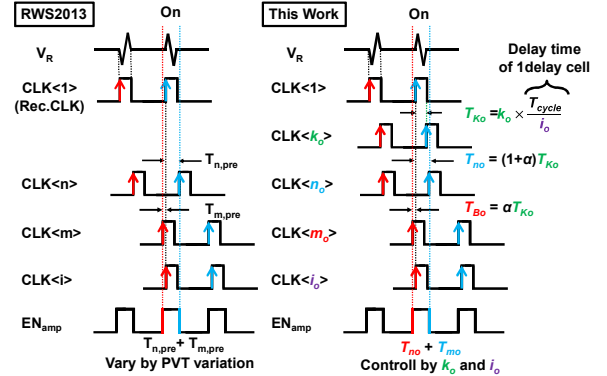 RWS2013
On
V_R
CLK<1>
(Rec.CLK)
T_n,pre
CLK<n>
T_m,pre
CLK<m>
CLK<i>
EN_amp
T_n,pre + T_m,pre
Vary by PVT variation
This Work
On
Delay time
of 1delay cell
V_R
CLK<1>
T_Ko = k_o × T_cycle / i_o
CLK<k_o>
T_no = (1+α)T_Ko
CLK<n_o>
T_Bo = αT_Ko
CLK<m_o>
CLK<i_o>
EN_amp
T_no + T_mo
Controll by k_o and i_o